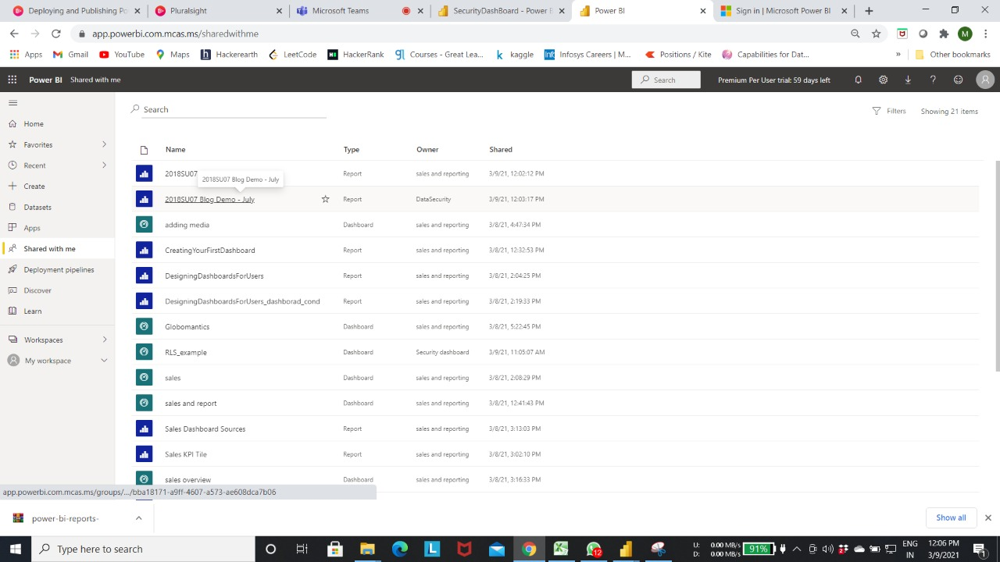 Deploying and Publishing Po
Pluralsight
Microsoft Teams
SecurityDashboard - Power B
Power BI
Sign in | Microsoft Power BI
app.powerbi.com.mcas.ms/sharedwithme
M
Apps
Gmail
YouTube
Maps
Hackerearth
LeetCode
HackerRank
Courses - Great Lea...
kaggle
Infosys Careers | M...
Positions / Kite
Capabilities for Dat...
»
Other bookmarks
Power BI
Shared with me
Search
Premium Per User trial: 59 days left
Home
Favorites
Recent
Create
Datasets
Apps
Shared with me
Deployment pipelines
Discover
Learn
Workspaces
My workspace
Search
Filters
Showing 21 items
Name Type Owner Shared
2018SU07 Report sales and reporting 3/9/21, 12:02:12 PM
2018SU07 Blog Demo - July
2018SU07 Blog Demo - July Report DataSecurity 3/9/21, 12:03:17 PM
adding media Dashboard sales and reporting 3/8/21, 4:47:34 PM
CreatingYourFirstDashboard Report sales and reporting 3/8/21, 12:32:53 PM
DesigningDashboardsForUsers Report sales and reporting 3/8/21, 2:04:25 PM
DesigningDashboardsForUsers_dashborad_cond Report sales and reporting 3/8/21, 2:19:33 PM
Globomantics Dashboard sales and reporting 3/8/21, 5:22:45 PM
RLS_example Dashboard Security dashboard 3/9/21, 11:05:07 AM
sales Dashboard sales and reporting 3/8/21, 2:08:29 PM
sales and report Dashboard sales and reporting 3/8/21, 12:41:43 PM
Sales Dashboard Sources Report sales and reporting 3/8/21, 3:13:03 PM
Sales KPI Tile Report sales and reporting 3/8/21, 3:02:10 PM
sales overview Dashboard sales and reporting 3/8/21, 3:16:33 PM
app.powerbi.com.mcas.ms/groups/.../bba18171-a9ff-4607-a573-ae608dca7b06
power-bi-reports-
Show all
Type here to search
12
U: 0.00 MB/s
D: 0.00 MB/s
91%
ENG
IN
12:06 PM
3/9/2021
1